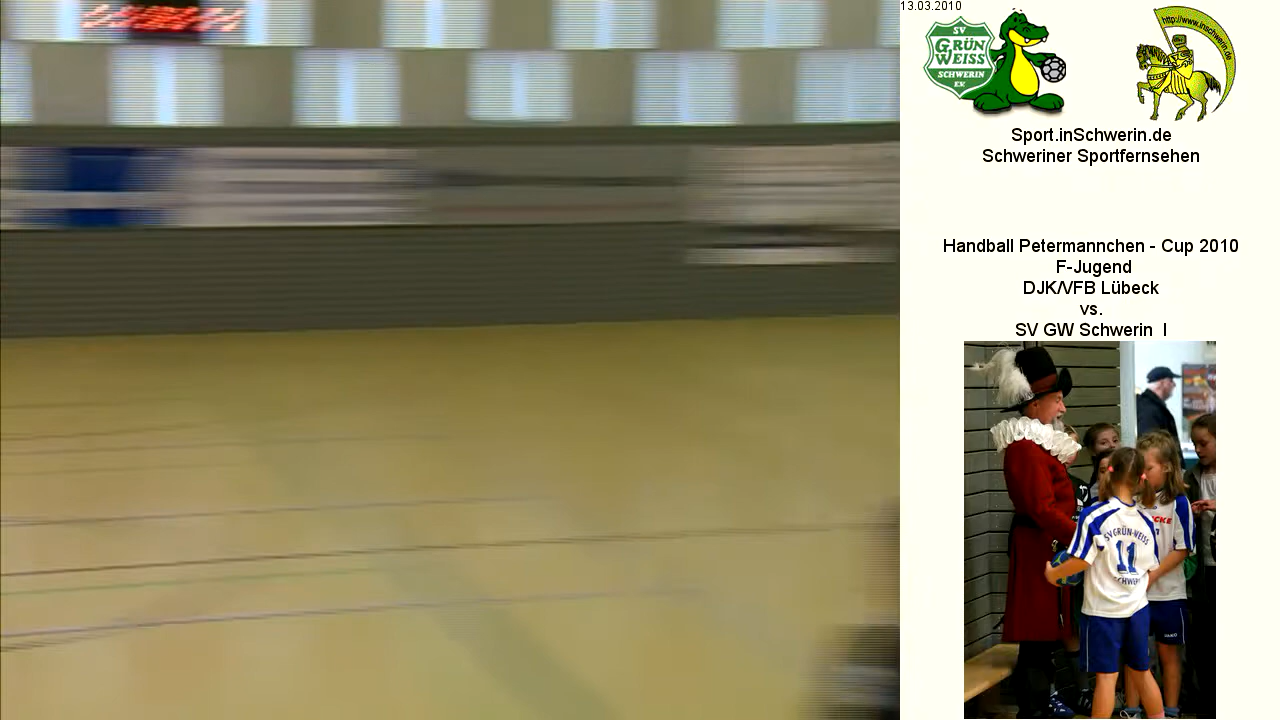 13.03.2010
SV
GRÜN
WEISS
SCHWERIN
E.V.
http://www.inschwerin.de
Sport.inSchwerin.de
Schweriner Sportfernsehen
Handball Petermannchen - Cup 2010
F-Jugend
DJK/VFB Lübeck
vs.
SV GW Schwerin I
SV GRÜN-WEISS
11
SCHWERIN